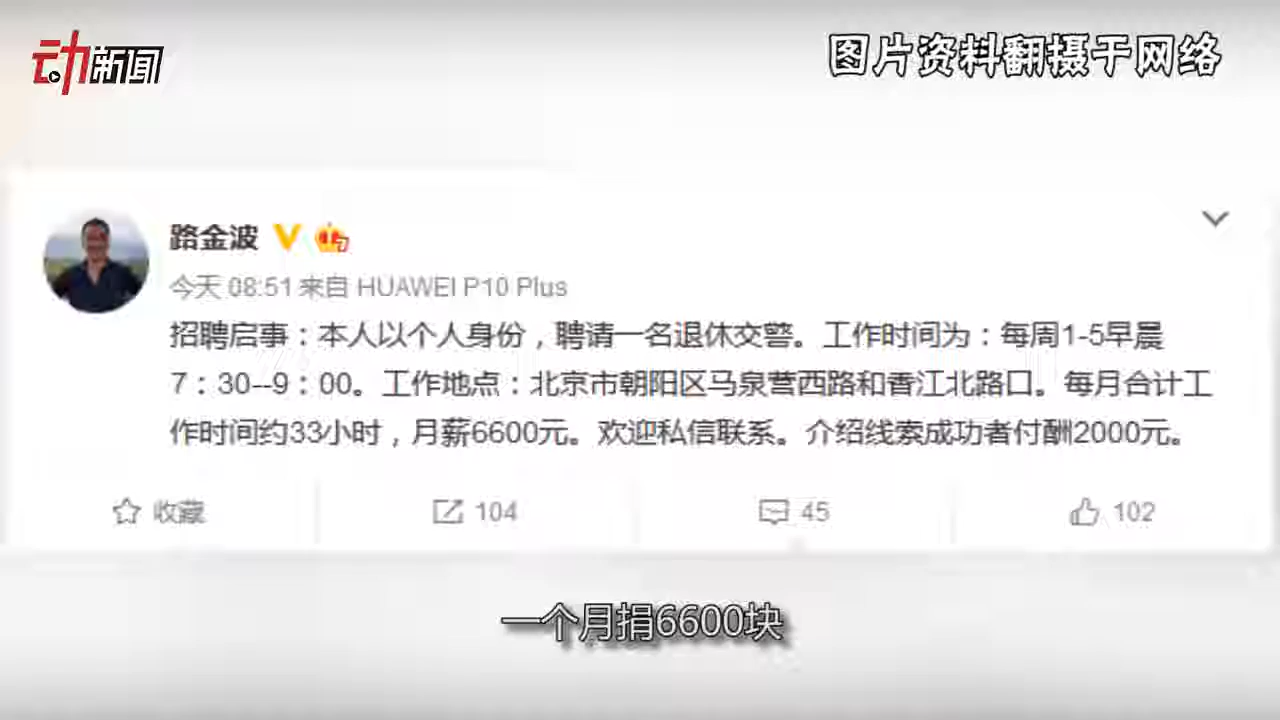 动新闻
图片资料翻摄于网络
路金波
今天 08:51 来自 HUAWEI P10 Plus
招聘启事：本人以个人身份，聘请一名退休交警。工作时间为：每周1-5早晨
7：30--9：00。工作地点：北京市朝阳区马泉营西路和香江北路口。每月合计工
作时间约33小时，月薪6600元。欢迎私信联系。介绍线索成功者付酬2000元。
收藏
104
45
102
一个月捐6600块